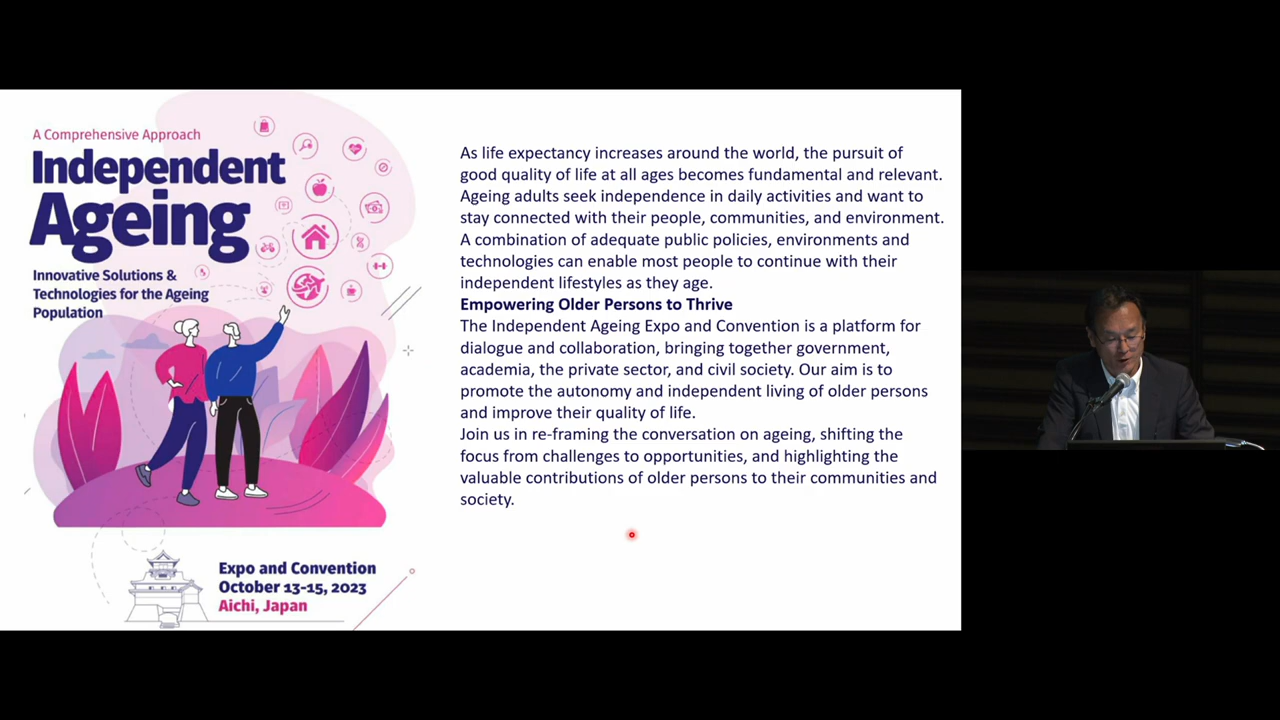 A Comprehensive Approach
Independent
Ageing
Innovative Solutions &
Technologies for the Ageing
Population
Expo and Convention
October 13-15, 2023
Aichi, Japan
As life expectancy increases around the world, the pursuit of
good quality of life at all ages becomes fundamental and relevant.
Ageing adults seek independence in daily activities and want to
stay connected with their people, communities, and environment.
A combination of adequate public policies, environments and
technologies can enable most people to continue with their
independent lifestyles as they age.
Empowering Older Persons to Thrive
The Independent Ageing Expo and Convention is a platform for
dialogue and collaboration, bringing together government,
academia, the private sector, and civil society. Our aim is to
promote the autonomy and independent living of older persons
and improve their quality of life.
Join us in re-framing the conversation on ageing, shifting the
focus from challenges to opportunities, and highlighting the
valuable contributions of older persons to their communities and
society.